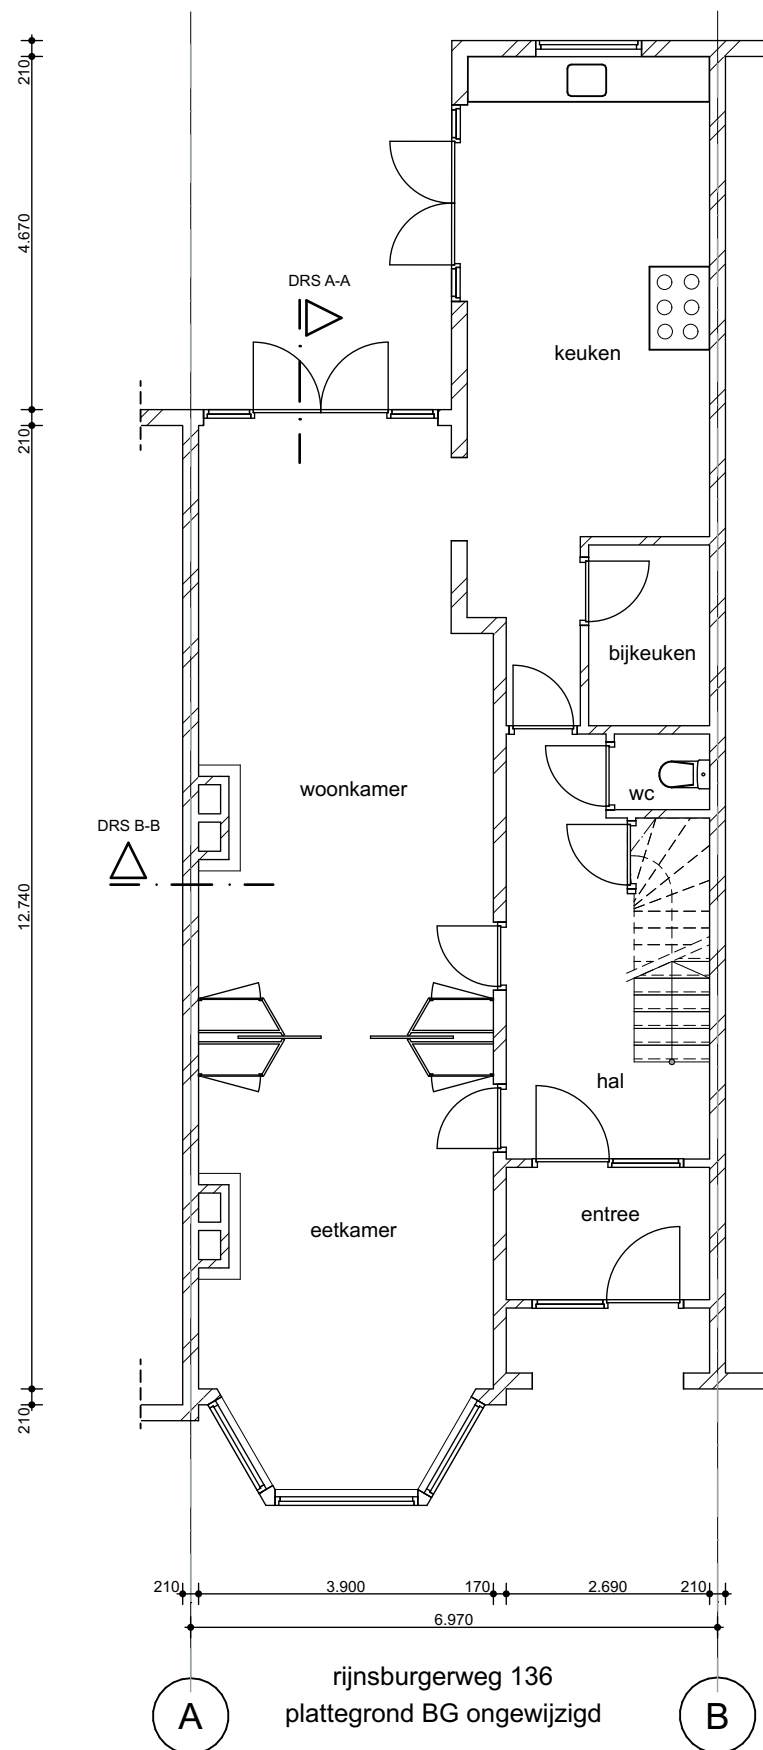 210
4.670
DRS A-A
keuken
210
bijkeuken
woonkamer
wc
DRS B-B
12.740
hal
entree
eetkamer
210
210 3.900 170 2.690 210
6.970
rijnsburgerweg 136
plattegrond BG ongewijzigd
A
B